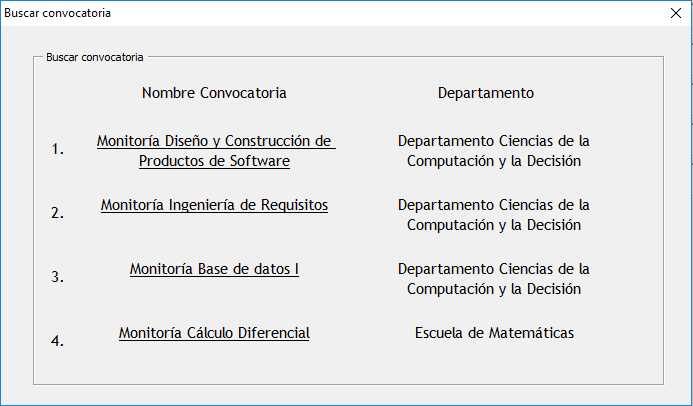 Buscar convocatoria
Buscar convocatoria
Nombre Convocatoria Departamento
1. Monitoría Diseño y Construcción de Departamento Ciencias de la
Productos de Software Computación y la Decisión
2. Monitoría Ingeniería de Requisitos Departamento Ciencias de la
Computación y la Decisión
3. Monitoría Base de datos I Departamento Ciencias de la
Computación y la Decisión
4. Monitoría Cálculo Diferencial Escuela de Matemáticas